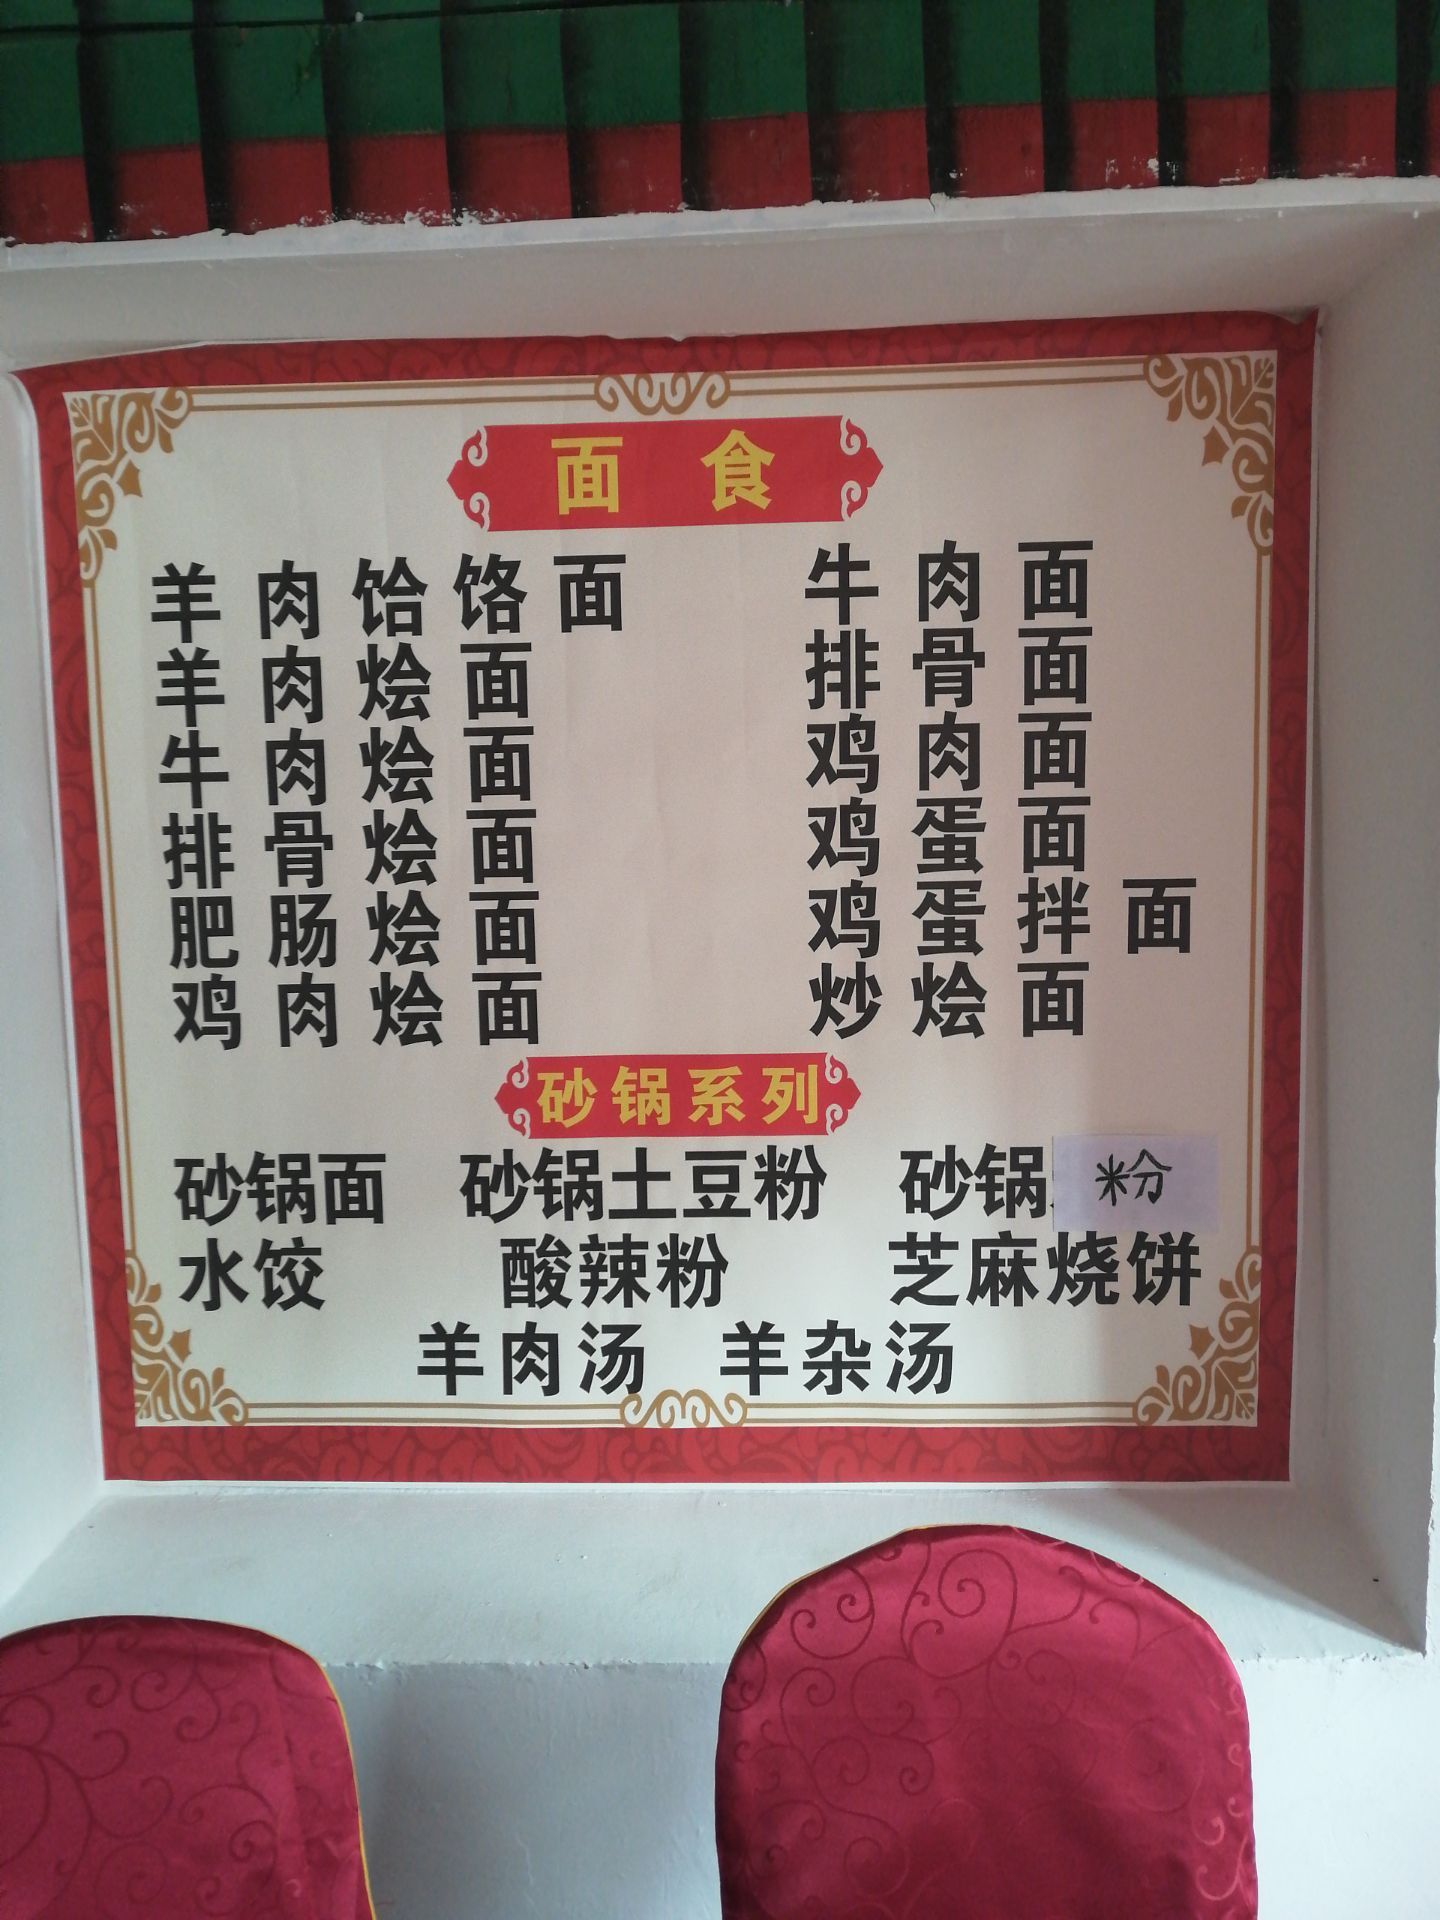 面食
羊肉饸饹面 牛肉面
羊肉烩面 排骨面
牛肉烩面 鸡肉面
排骨烩面 鸡蛋面
肥肠烩面 鸡蛋拌面
鸡肉烩面 炒烩面
砂锅系列
砂锅面 砂锅土豆粉 砂锅粉
水饺 酸辣粉 芝麻烧饼
羊肉汤 羊杂汤